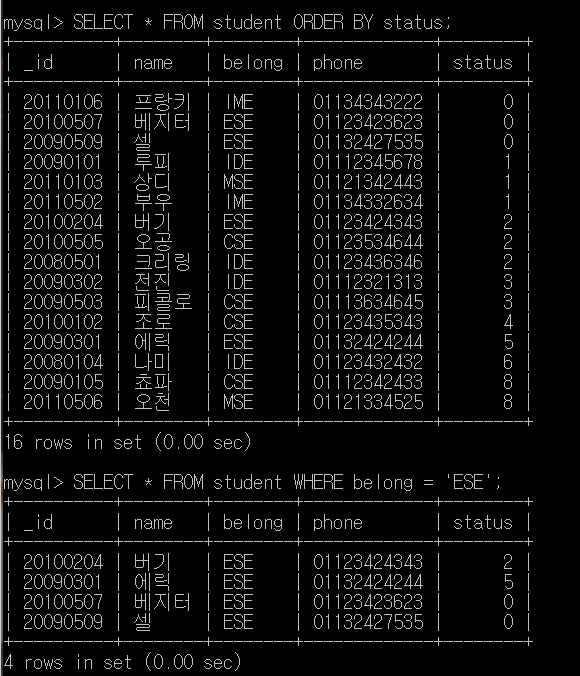 mysql> SELECT * FROM student ORDER BY status;
+----------+--------+--------+-------------+--------+
| _id | name | belong | phone | status |
+----------+--------+--------+-------------+--------+
| 20110106 | 프랑키 | IME | 01134343222 | 0 |
| 20100507 | 베지터 | ESE | 01123423623 | 0 |
| 20090509 | 셀 | ESE | 01132427535 | 0 |
| 20090101 | 루피 | IDE | 01112345678 | 1 |
| 20110103 | 상디 | MSE | 01121342443 | 1 |
| 20110502 | 부우 | IME | 01134332634 | 1 |
| 20100204 | 버기 | ESE | 01123424343 | 2 |
| 20100505 | 오공 | CSE | 01123534644 | 2 |
| 20080501 | 크리링 | IDE | 01123436346 | 2 |
| 20090302 | 전진 | IDE | 01112321313 | 3 |
| 20090503 | 피콜로 | CSE | 01113634645 | 3 |
| 20100102 | 조로 | CSE | 01123435343 | 4 |
| 20090301 | 에릭 | ESE | 01132424244 | 5 |
| 20080104 | 나미 | IDE | 01123432432 | 6 |
| 20090105 | 쵸파 | CSE | 01112342433 | 8 |
| 20110506 | 오천 | MSE | 01121334525 | 8 |
+----------+--------+--------+-------------+--------+
16 rows in set (0.00 sec)
mysql> SELECT * FROM student WHERE belong = 'ESE';
+----------+--------+--------+-------------+--------+
| _id | name | belong | phone | status |
+----------+--------+--------+-------------+--------+
| 20100204 | 버기 | ESE | 01123424343 | 2 |
| 20090301 | 에릭 | ESE | 01132424244 | 5 |
| 20100507 | 베지터 | ESE | 01123423623 | 0 |
| 20090509 | 셀 | ESE | 01132427535 | 0 |
+----------+--------+--------+-------------+--------+
4 rows in set (0.00 sec)